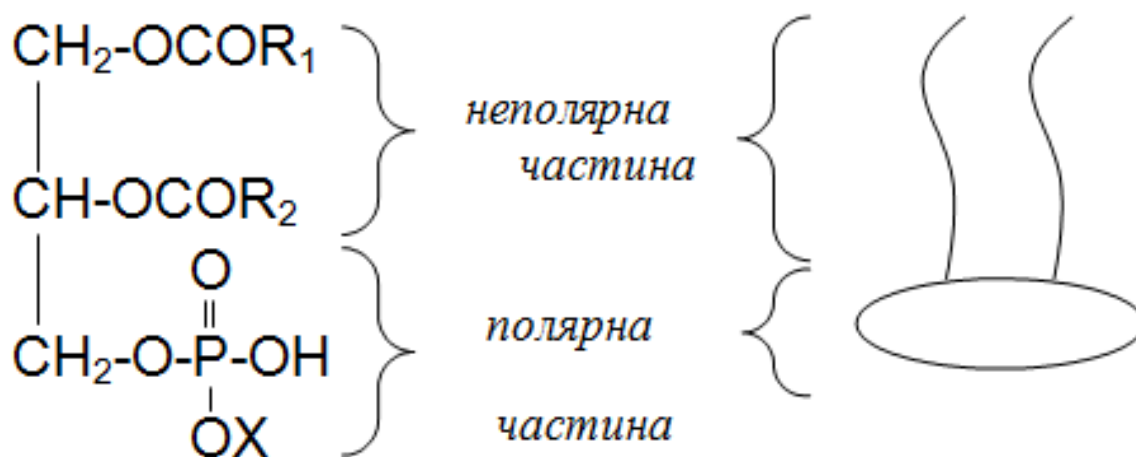 CH₂-OCOR₁
неполярна
частина
CH-OCOR₂
O
полярна
CH₂-O-P-OH
OX
частина